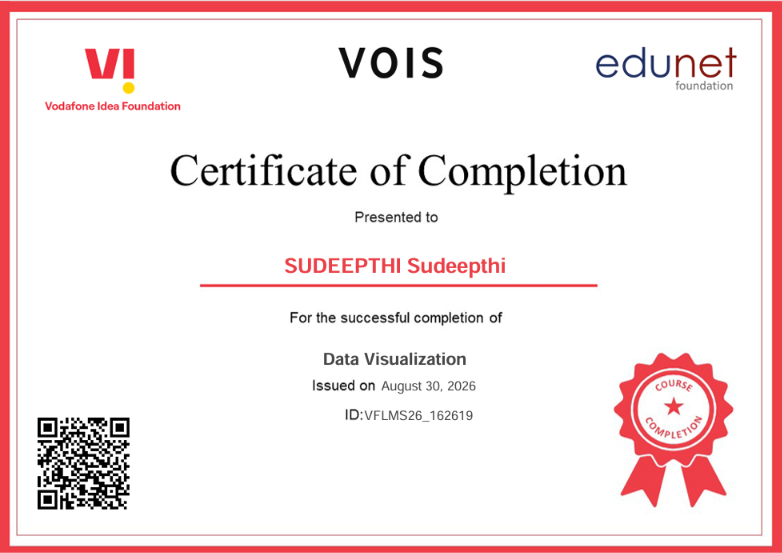 VI
Vodafone Idea Foundation
VOIS
edunet
foundation
Certificate of Completion
Presented to
SUDEEPTHI Sudeepthi
For the successful completion of
Data Visualization
Issued on August 30, 2026
ID:VFLMS26_162619
COURSE
COMPLETION